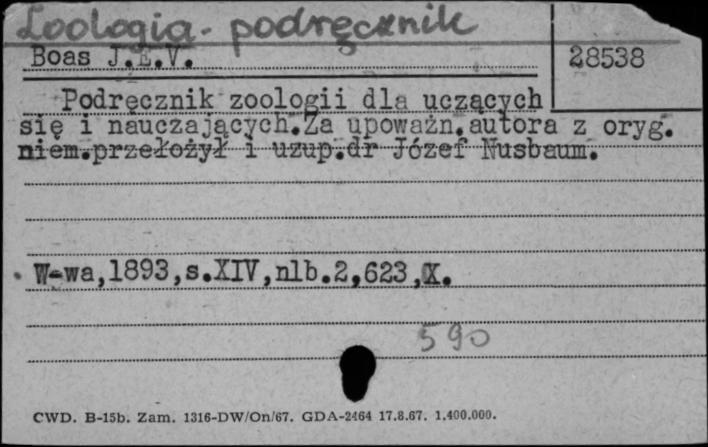 Zoologia - podręcznik
Boas J.E.V.
28538
Podręcznik zoologii dla uczących
się i nauczających.Za upoważn.autora z oryg.
niem.przełożył i uzup.dr Józef Nusbaum.
W-wa,1893,s.XIV,nlb.2,623,X.
590
CWD. B-15b. Zam. 1316-DW/On/67. GDA-2464 17.8.67. 1.400.000.